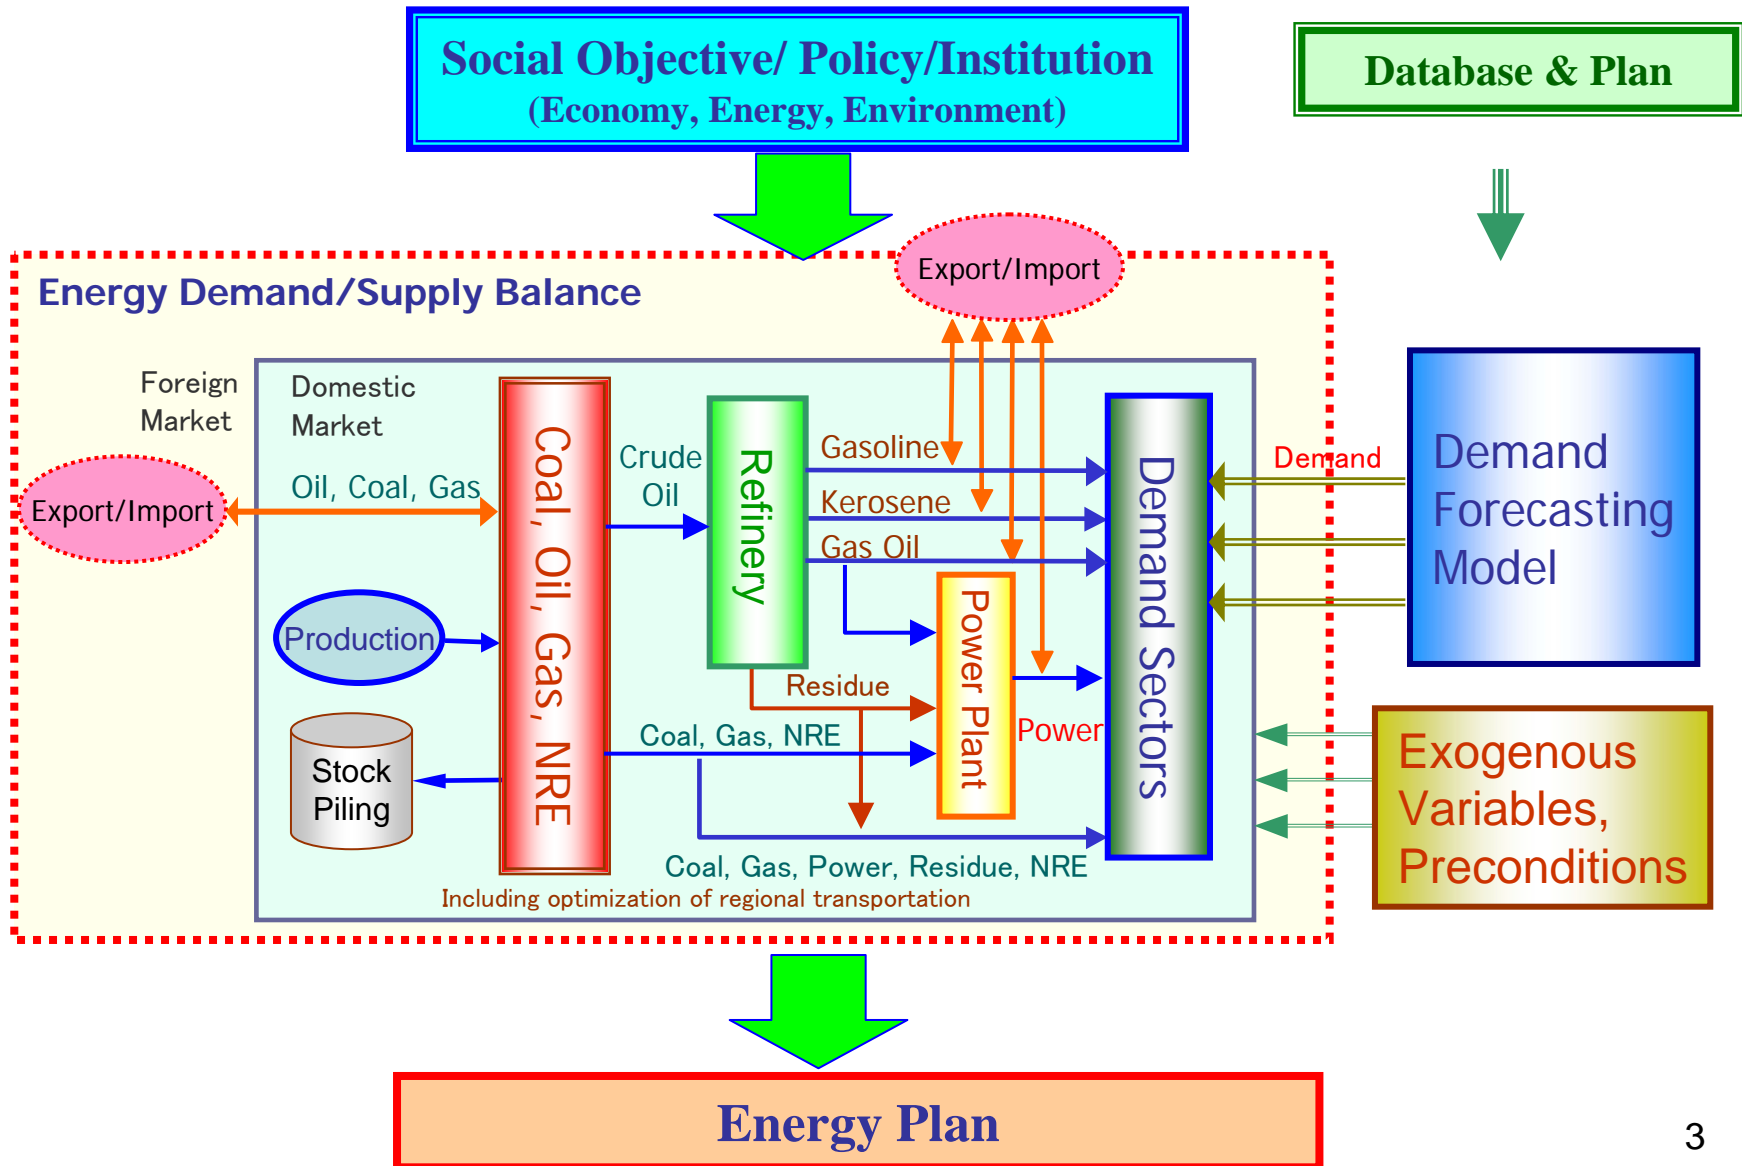 Social Objective/ Policy/Institution
(Economy, Energy, Environment)
Database & Plan
Export/Import
Energy Demand/Supply Balance
Foreign
Market
Domestic
Market
Export/Import
Oil, Coal, Gas
Production
Stock
Piling
Coal, Oil, Gas, NRE
Crude
Oil
Refinery
Gasoline
Kerosene
Gas Oil
Residue
Coal, Gas, NRE
Power Plant
Power
Demand Sectors
Coal, Gas, Power, Residue, NRE
Including optimization of regional transportation
Demand
Demand
Forecasting
Model
Exogenous
Variables,
Preconditions
Energy Plan
3